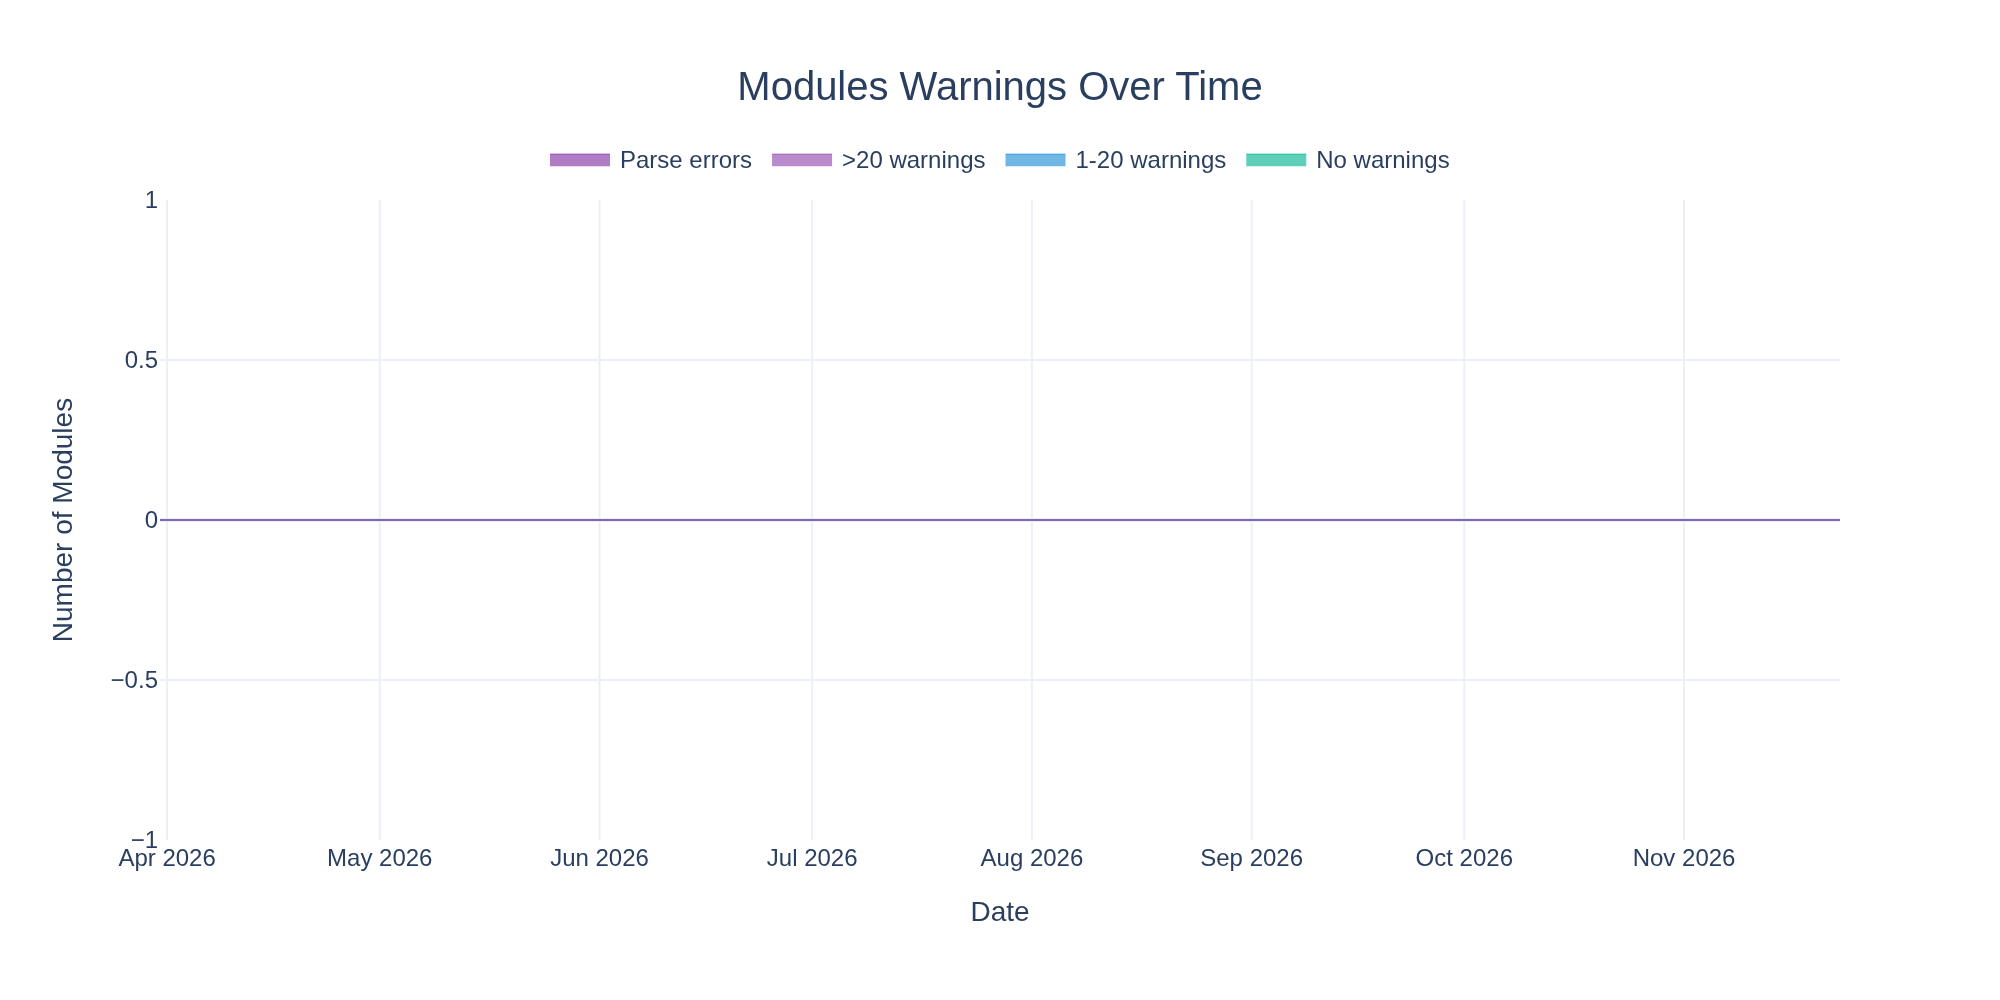 Modules Warnings Over Time
Parse errors >20 warnings 1-20 warnings No warnings
1
0.5
0
−0.5
−1
Number of Modules
Apr 2026 May 2026 Jun 2026 Jul 2026 Aug 2026 Sep 2026 Oct 2026 Nov 2026
Date